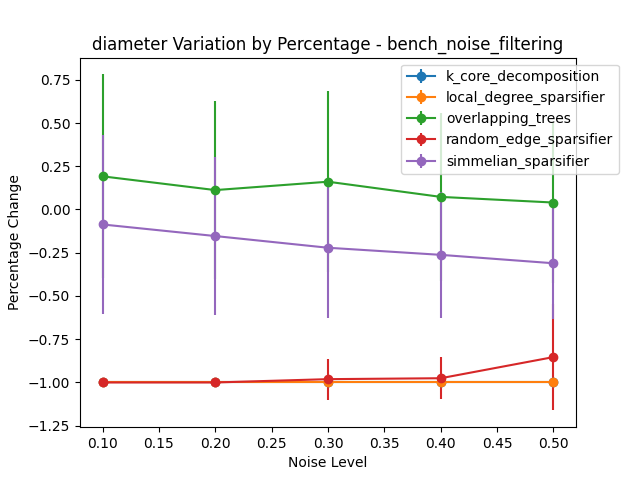 diameter Variation by Percentage - bench_noise_filtering
k_core_decomposition
local_degree_sparsifier
overlapping_trees
random_edge_sparsifier
simmelian_sparsifier
Percentage Change
0.75
0.50
0.25
0.00
−0.25
−0.50
−0.75
−1.00
−1.25
0.10 0.15 0.20 0.25 0.30 0.35 0.40 0.45 0.50
Noise Level